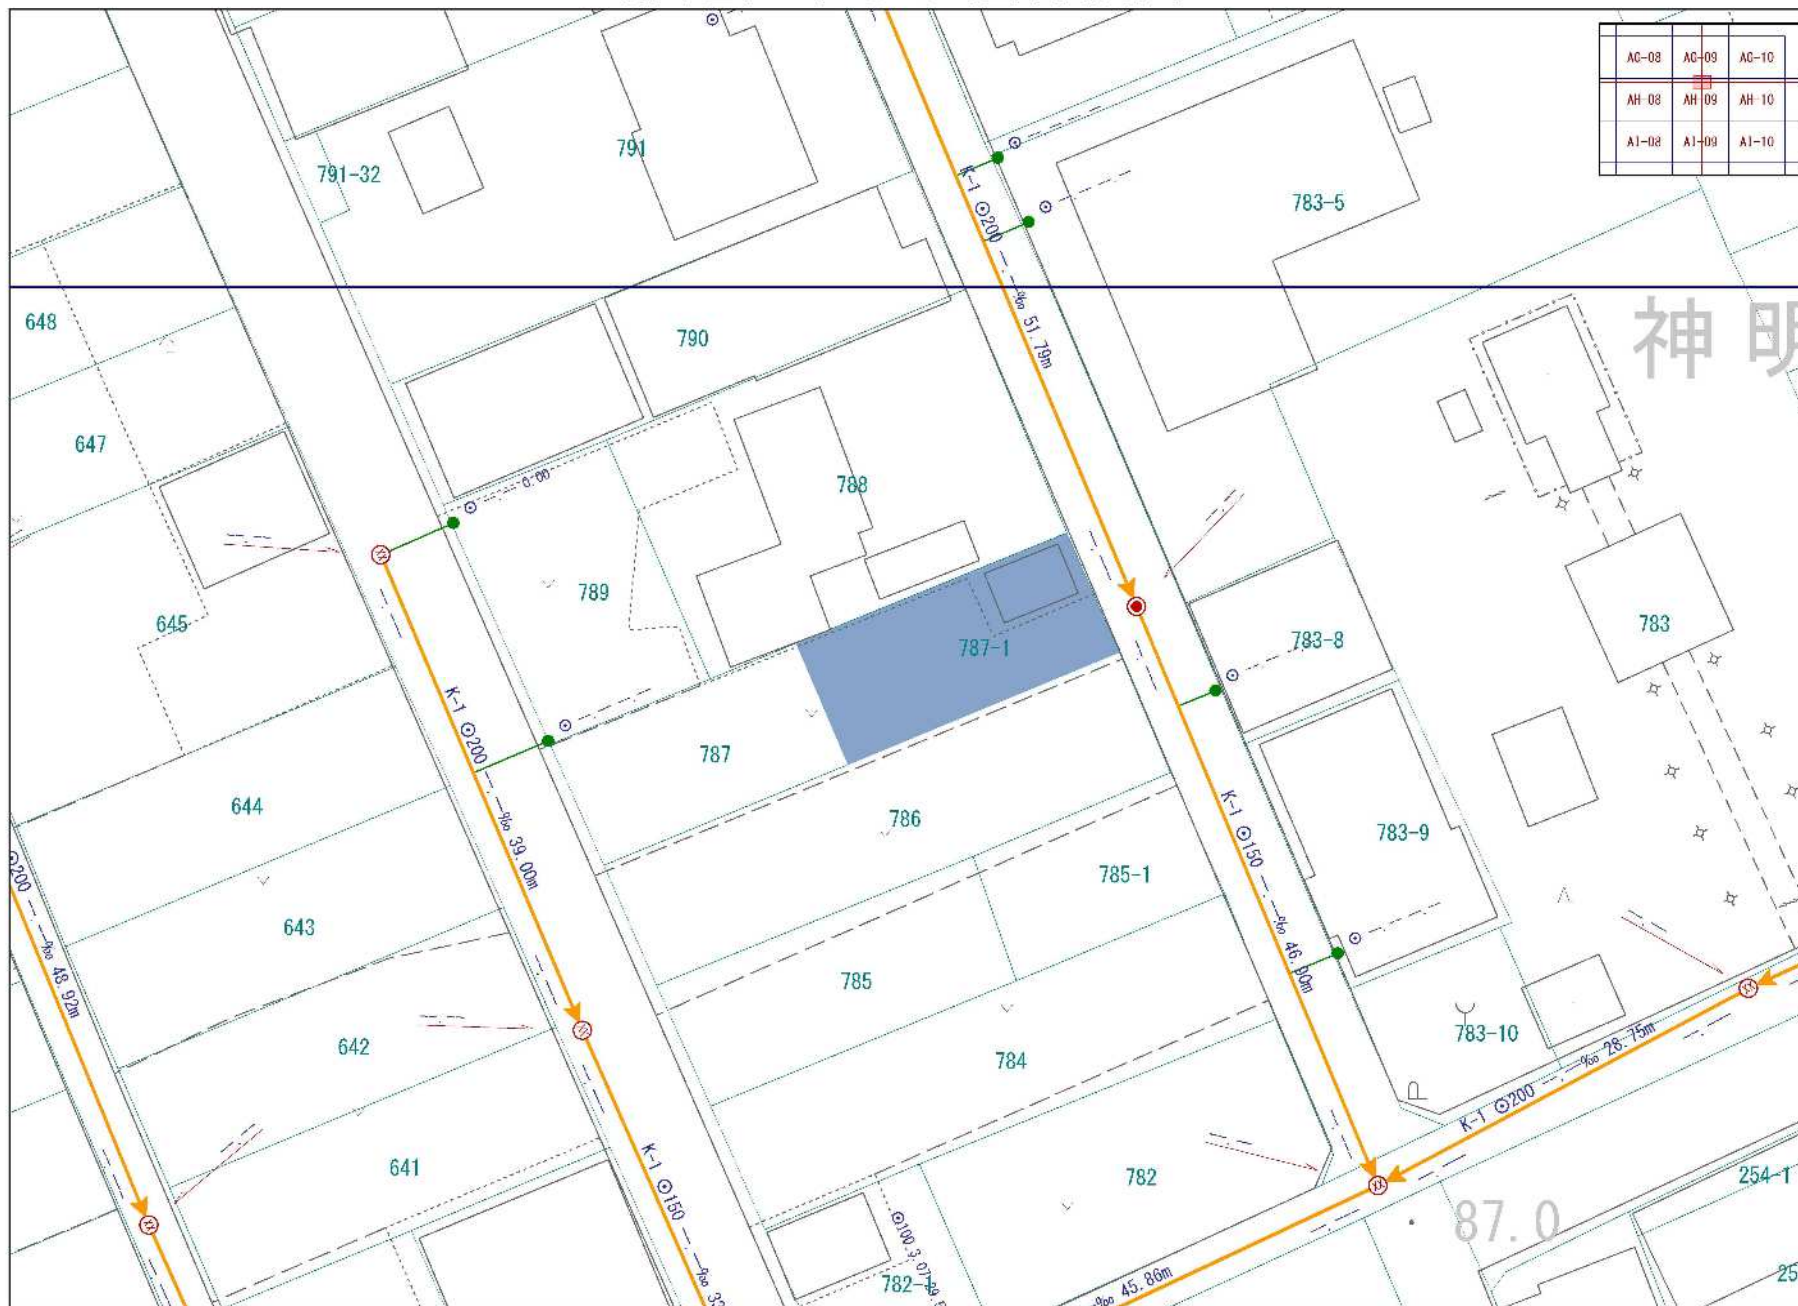 AG-08 AG-09 AG-10
AH-08 AH-09 AH-10
AI-08 AI-09 AI-10
791-32
791
783-5
K-1 ⊙200 ―.―‰ 51.79m
648
790
神明
647
788
0.00
789
645
787-1
783-8
783
K-1 ⊙200 ―.―‰ 39.00m
787
644
786
783-9
K-1 ⊙150 ―.―‰ 46.90m
785-1
⊙200 ―.―‰ 48.92m
643
785
642
784
783-10
K-1 ⊙200 ―.―‰ 28.75m
P
641
782
254-1
K-1 ⊙150
87.0
782-1
‰ 45.86m